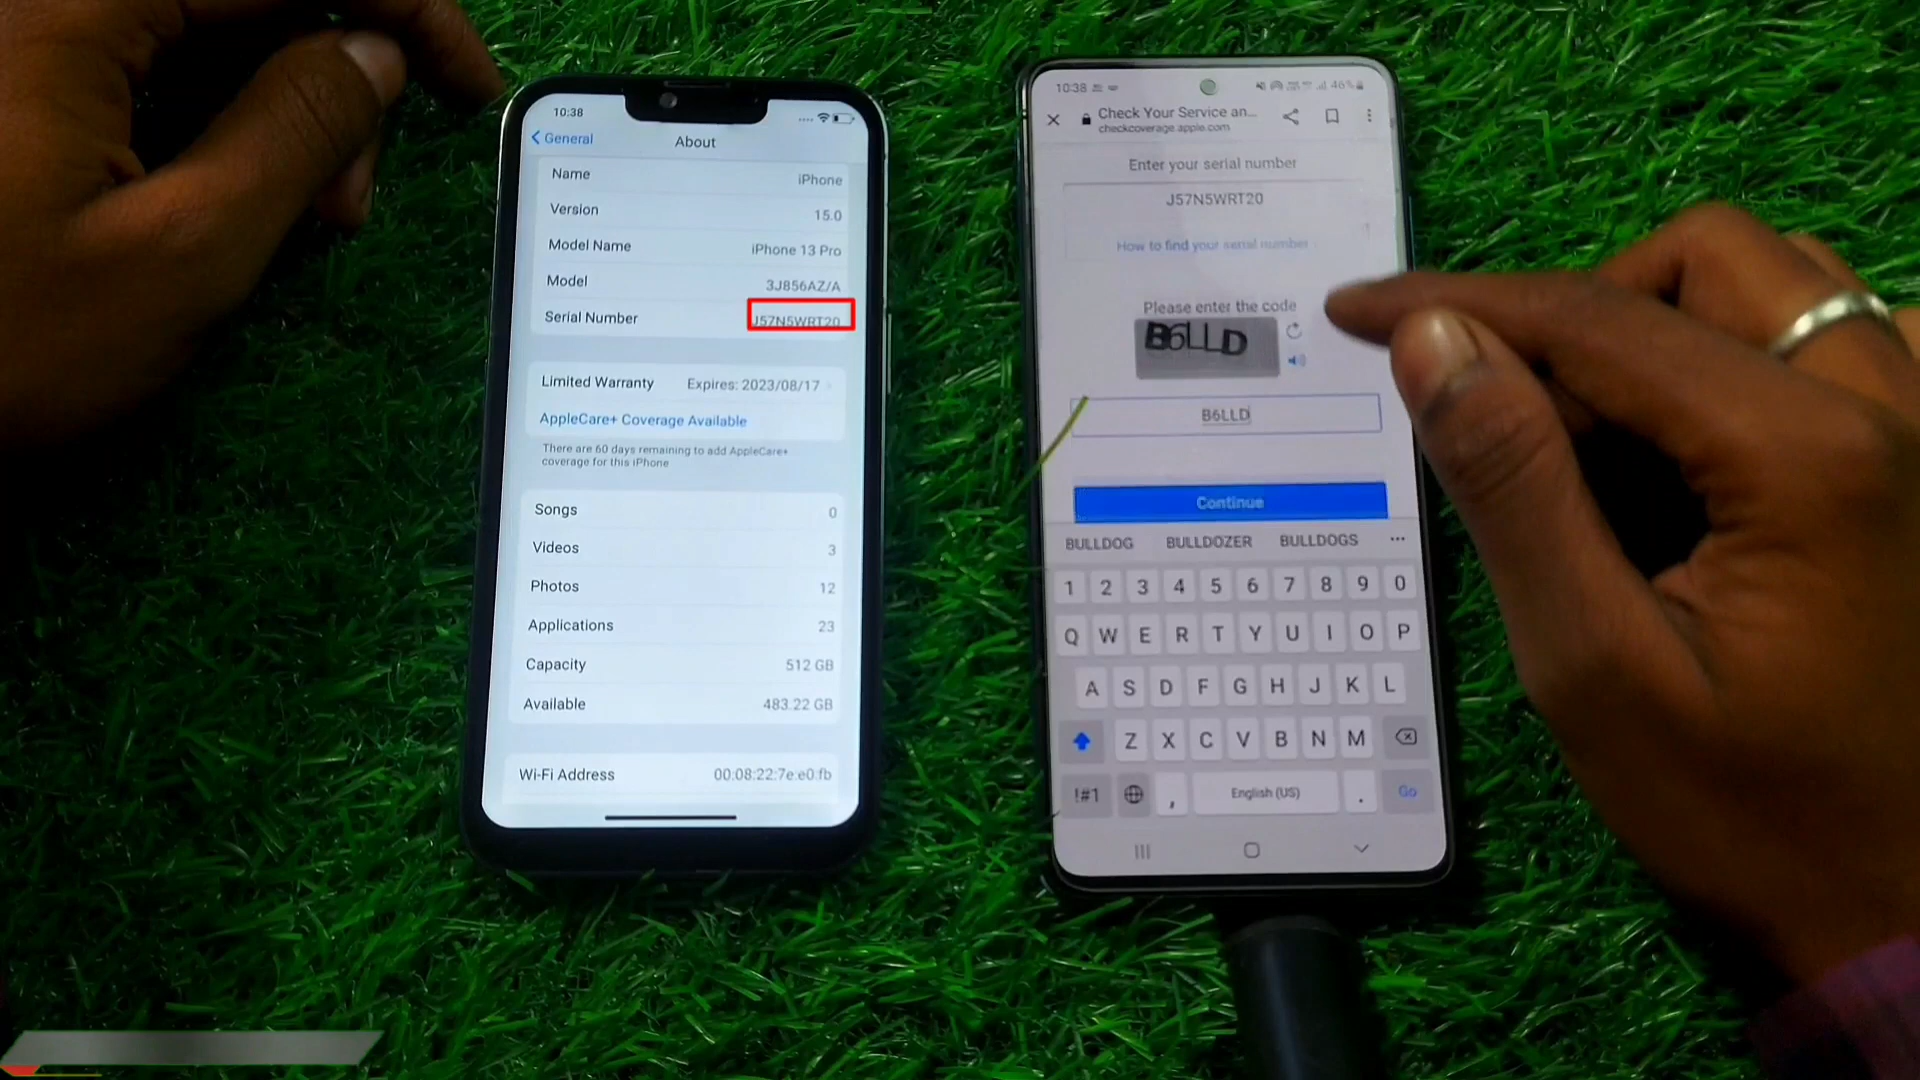 10:38
General
About
Name iPhone
Version 15.0
Model Name iPhone 13 Pro
Model 3J856AZ/A
Serial Number J57N5WRT20
Limited Warranty Expires: 2023/08/17
AppleCare+ Coverage Available
There are 60 days remaining to add AppleCare+
coverage for this iPhone
Songs 0
Videos 3
Photos 12
Applications 23
Capacity 512 GB
Available 483.22 GB
Wi-Fi Address 00:08:22:7e:e0:fb
10:38 46%
Check Your Service an...
checkcoverage.apple.com
Enter your serial number
J57N5WRT20
How to find your serial number
Please enter the code
B6LLD
B6LLD
Continue
BULLDOG BULLDOZER BULLDOGS ...
1 2 3 4 5 6 7 8 9 0
Q W E R T Y U I O P
A S D F G H J K L
Z X C V B N M
!#1 , English (US) . Go